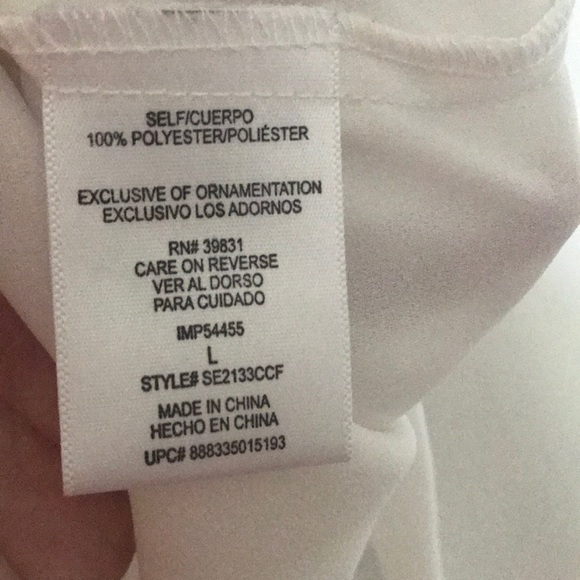 SELF/CUERPO
100% POLYESTER/POLIÉSTER
EXCLUSIVE OF ORNAMENTATION
EXCLUSIVO LOS ADORNOS
RN# 39831
CARE ON REVERSE
VER AL DORSO
PARA CUIDADO
IMP54455
L
STYLE# SE2133CCF
MADE IN CHINA
HECHO EN CHINA
UPC# 888335015193